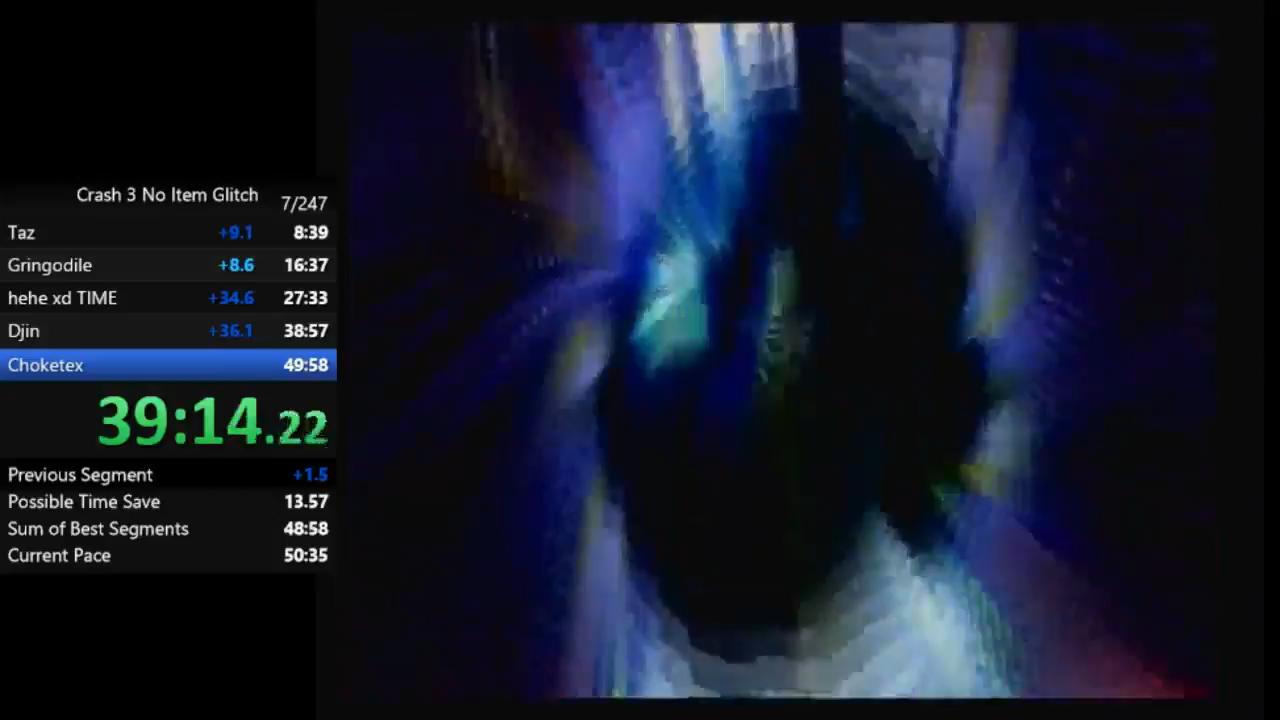 Crash 3 No Item Glitch 7/247
Taz +9.1 8:39
Gringodile +8.6 16:37
hehe xd TIME +34.6 27:33
Djin +36.1 38:57
Choketex 49:58
39:14.22
Previous Segment +1.5
Possible Time Save 13.57
Sum of Best Segments 48:58
Current Pace 50:35